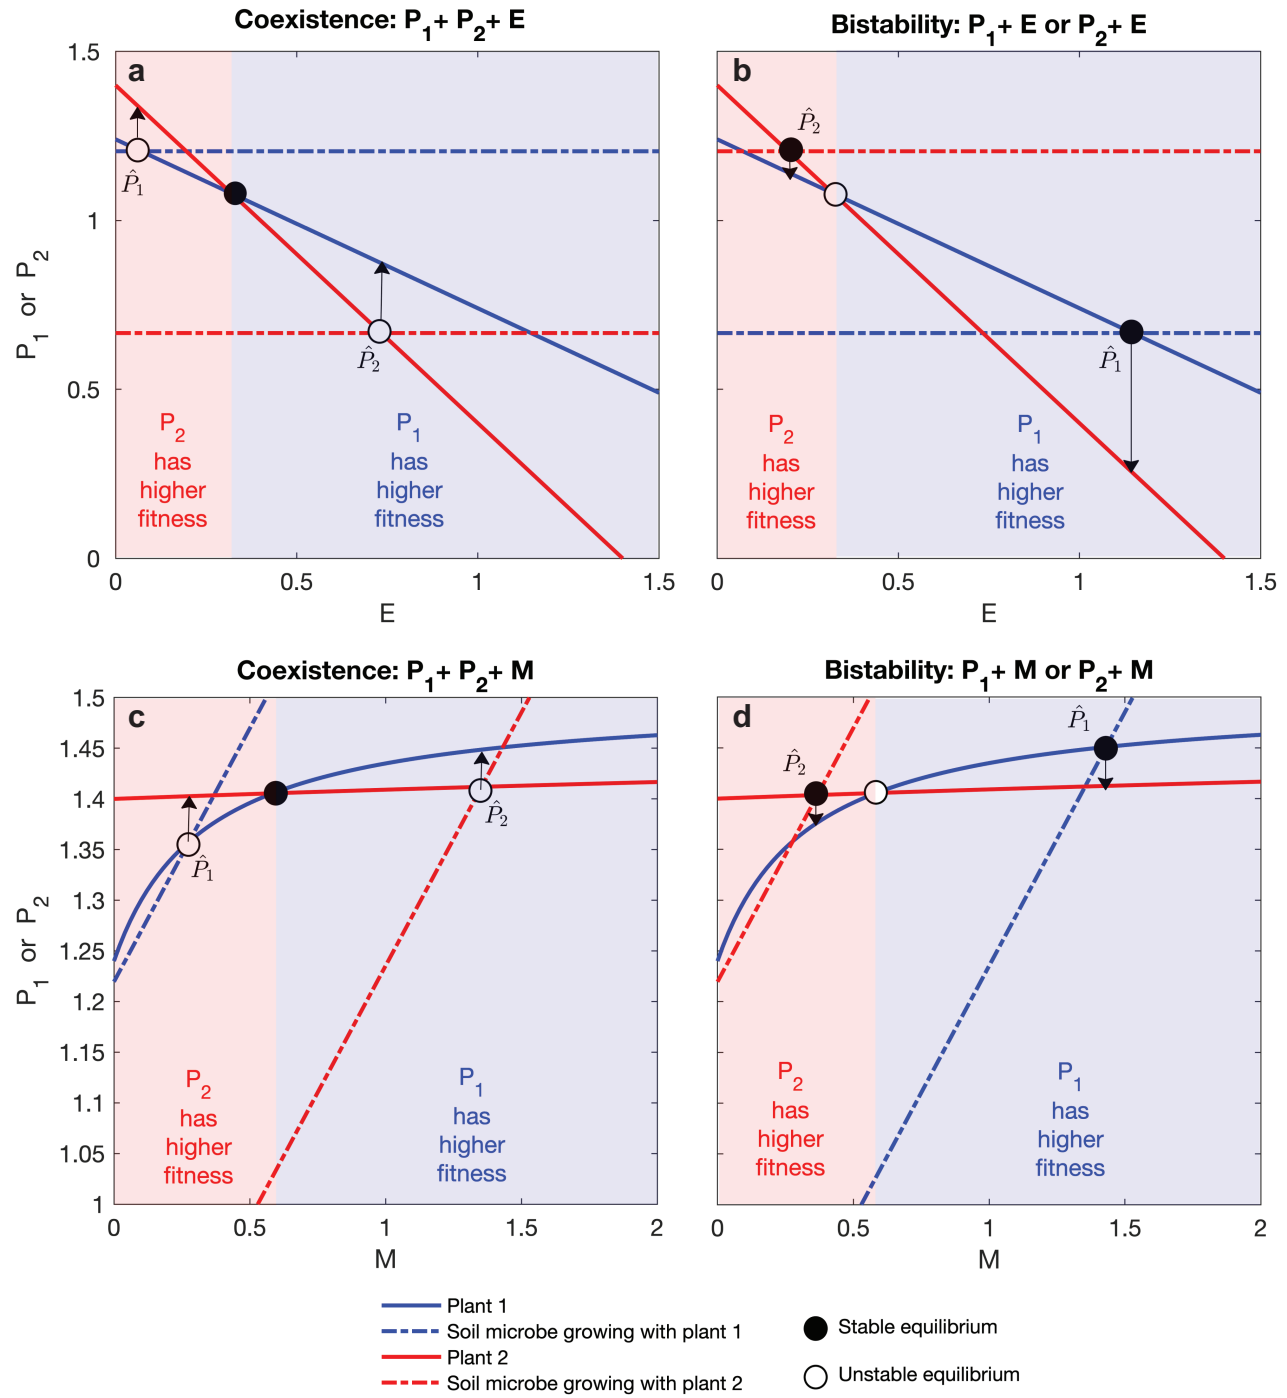 Coexistence: P1+ P2+ E
a
1.5
1
0.5
0
P1 or P2
P̂1
P̂2
P2
has
higher
fitness
P1
has
higher
fitness
0 0.5 1 1.5
E
Bistability: P1+ E or P2+ E
b
P̂2
P̂1
P2
has
higher
fitness
P1
has
higher
fitness
0 0.5 1 1.5
E
Coexistence: P1+ P2+ M
c
1.5
1.45
1.4
1.35
1.3
1.25
1.2
1.15
1.1
1.05
1
P1 or P2
P̂1
P̂2
P2
has
higher
fitness
P1
has
higher
fitness
0 0.5 1 1.5 2
M
Bistability: P1+ M or P2+ M
d
P̂1
P̂2
P2
has
higher
fitness
P1
has
higher
fitness
0 0.5 1 1.5 2
M
Plant 1
Soil microbe growing with plant 1
Plant 2
Soil microbe growing with plant 2
Stable equilibrium
Unstable equilibrium